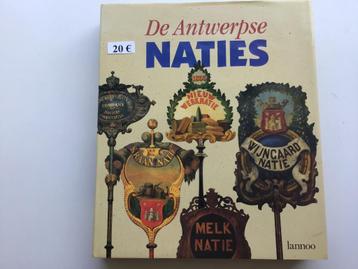 De Antwerpse
NATIES
20 €
NIEUWE
WERKNATIE
WIJNGAARD
NATIE
MELK
NATIE
lannoo